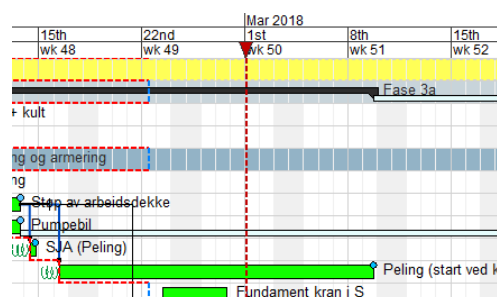 Mar 2018
15th 22nd 1st 8th 15th
wk 48 wk 49 wk 50 wk 51 wk 52
Fase 3a
+ kult
ng og armering
ng
Støp av arbeidsdekke
Pumpebil
SJA (Peling)
Peling (start ved k
Fundament kran i S